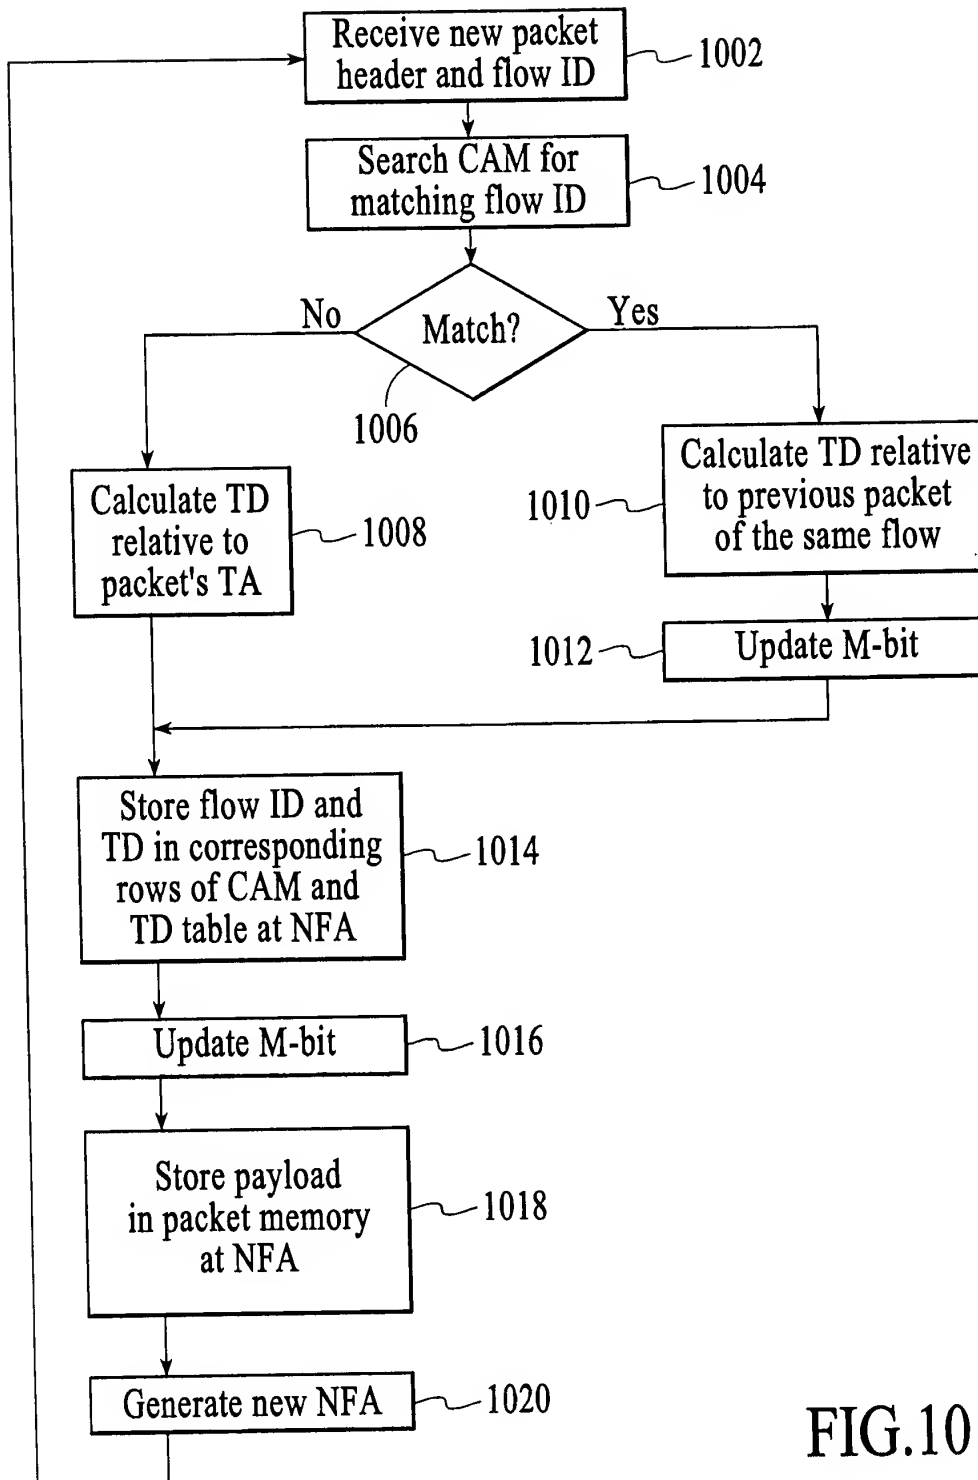 Receive new packet
header and flow ID
1002
Search CAM for
matching flow ID
1004
No
Match?
Yes
1006
Calculate TD
relative to
packet's TA
1008
1010
Calculate TD relative
to previous packet
of the same flow
1012
Update M-bit
Store flow ID and
TD in corresponding
rows of CAM and
TD table at NFA
1014
Update M-bit
1016
Store payload
in packet memory
at NFA
1018
Generate new NFA
1020
FIG.10